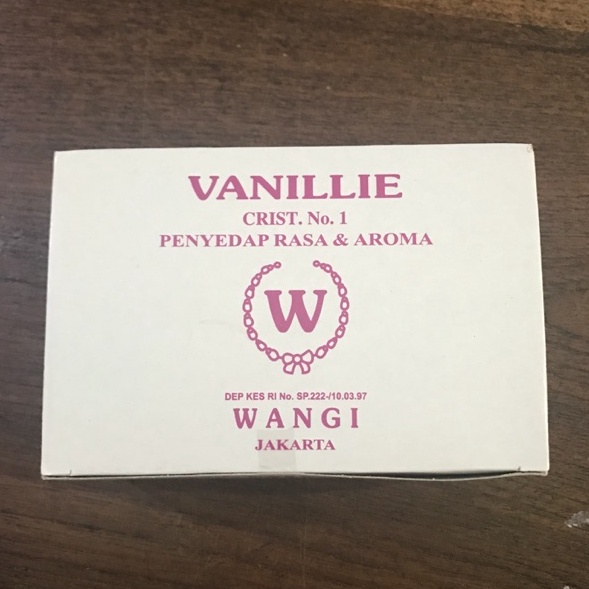 VANILLIE
CRIST. No. 1
PENYEDAP RASA & AROMA
W
DEP KES RI No. SP.222-/10.03.97
WANGI
JAKARTA